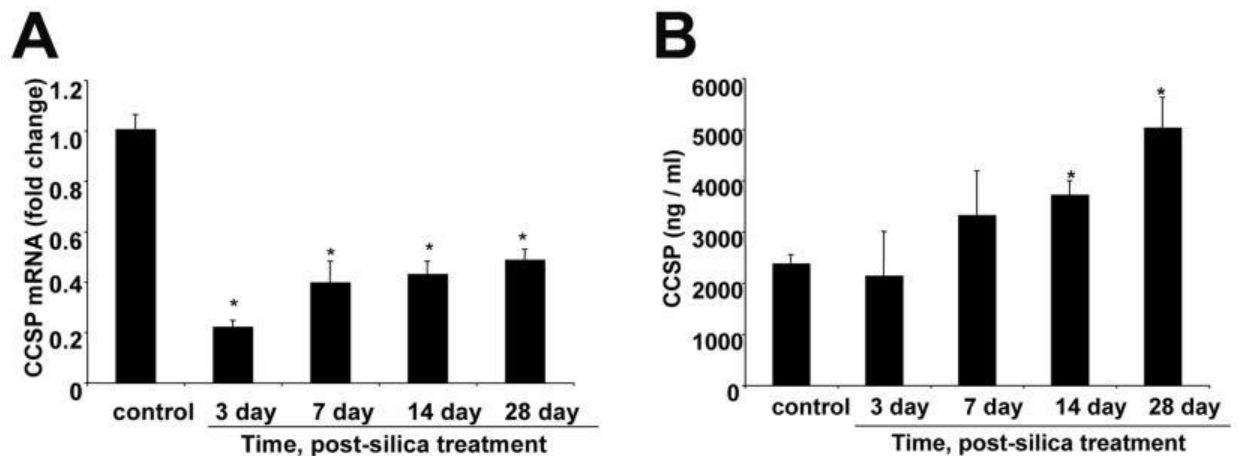 A
CCSP mRNA (fold change)
1.2
1.0
0.8
0.6
0.4
0.2
0
*
*
*
*
control 3 day 7 day 14 day 28 day
Time, post-silica treatment
B
CCSP (ng / ml)
6000
5000
4000
3000
2000
1000
0
*
*
control 3 day 7 day 14 day 28 day
Time, post-silica treatment